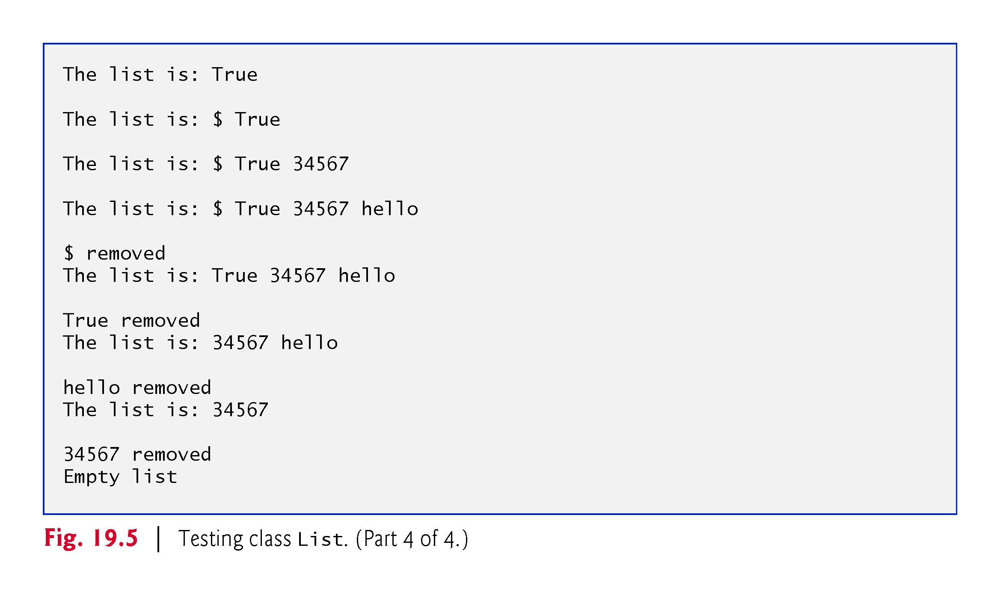 The list is: True
The list is: $ True
The list is: $ True 34567
The list is: $ True 34567 hello
$ removed
The list is: True 34567 hello
True removed
The list is: 34567 hello
hello removed
The list is: 34567
34567 removed
Empty list
Fig. 19.5 | Testing class List. (Part 4 of 4.)